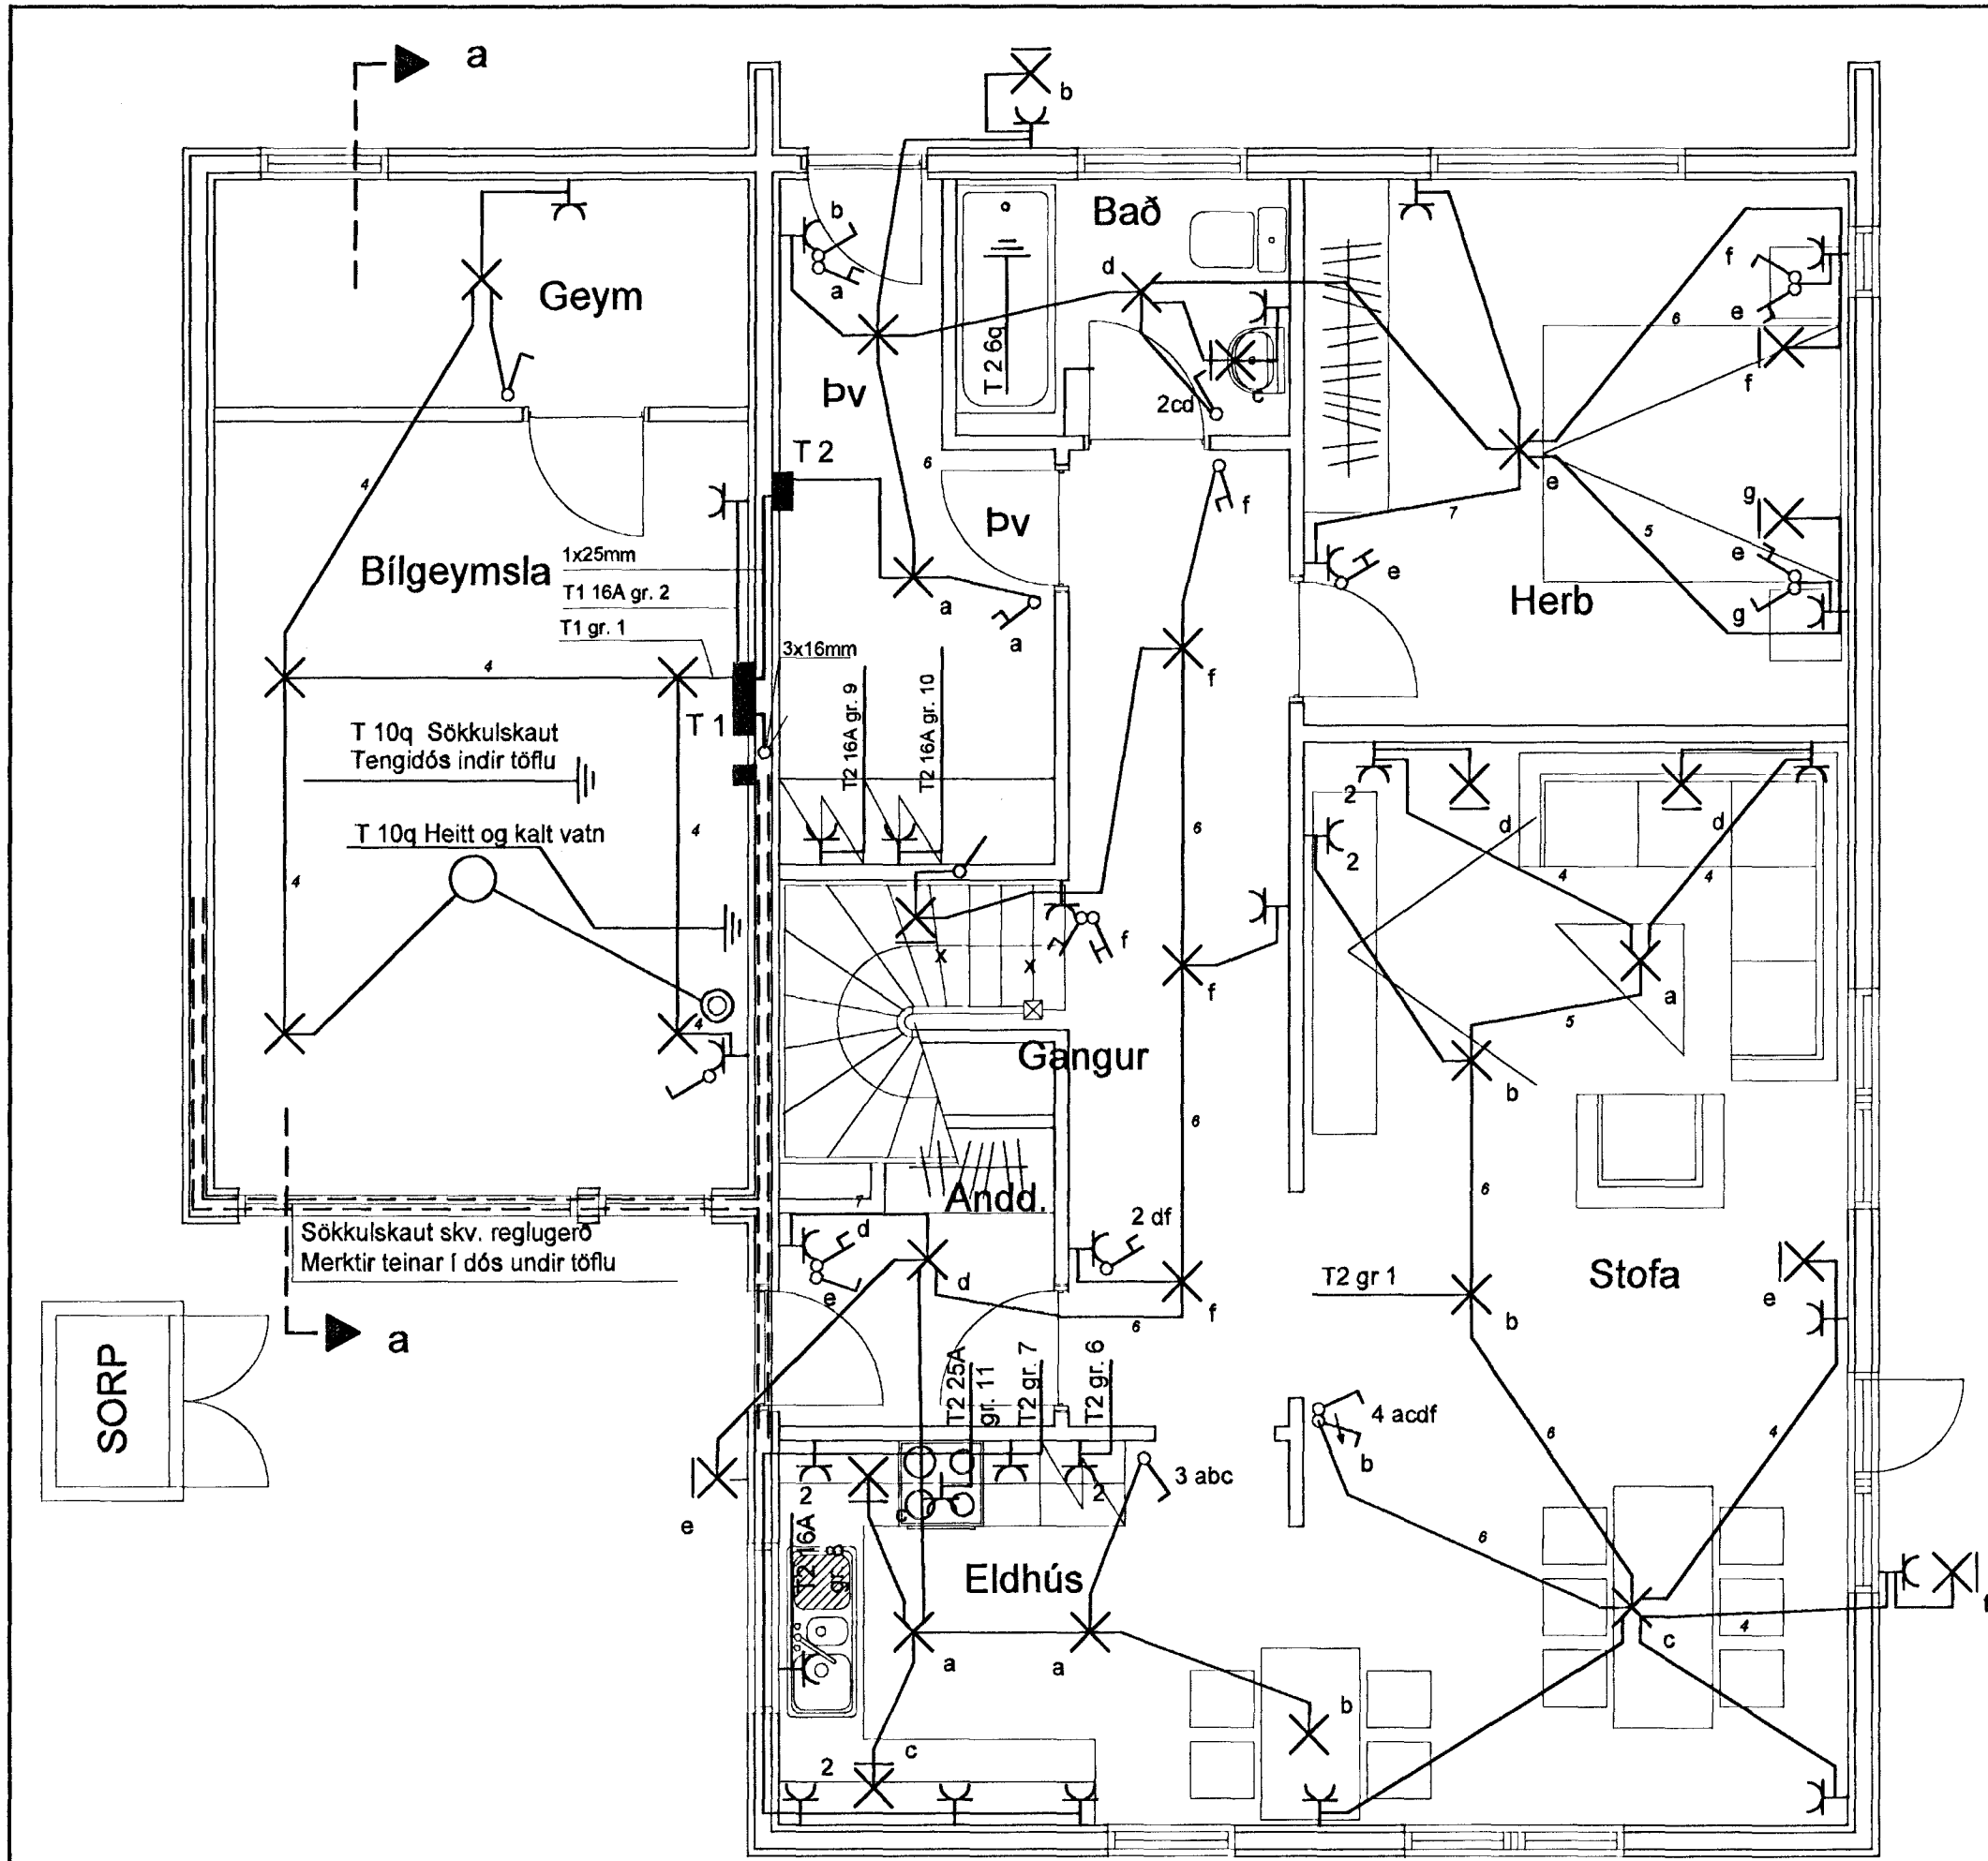 a
b
Bað
b
a
d
Geym
T 2 6q
f
e
f
6
Þv
2cd
c
T 2
6
4
e
g
7
5
e
g
Þv
f
Bílgeymsla
1x25mm
T1 16A gr. 2
T1 gr. 1
a
a
e
Herb
3x16mm
4
f
T 1
T2 16A gr. 9
T2 16A gr. 10
T 10q Sökkulskaut
Tengidós indir töflu
T 10q Heitt og kalt vatn
4
4
6
2
2
d
d
4
4
f
x
x
f
a
5
4
Gangur
b
6
6
Andd.
7
d
2 df
Sökkulskaut skv. reglugerð
Merktir teinar í dós undir töflu
e
d
f
6
T2 gr 1
b
Stofa
e
a
SORP
T2 25A
gr. 11
T2 gr. 7
T2 gr. 6
4 acdf
b
6
4
3 abc
2
2
c
e
T2 16A
gr. 8
Eldhús
6
4
f
c
a
a
b
c
2